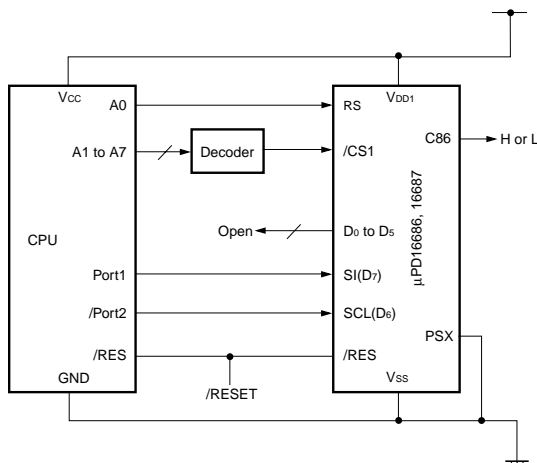 VCC
A0
A1 to A7
CPU
Port1
/Port2
/RES
GND
Decoder
Open
/RESET
VDD1
RS
/CS1
C86
H or L
D0 to D5
μPD16686, 16687
SI(D7)
SCL(D6)
PSX
/RES
VSS